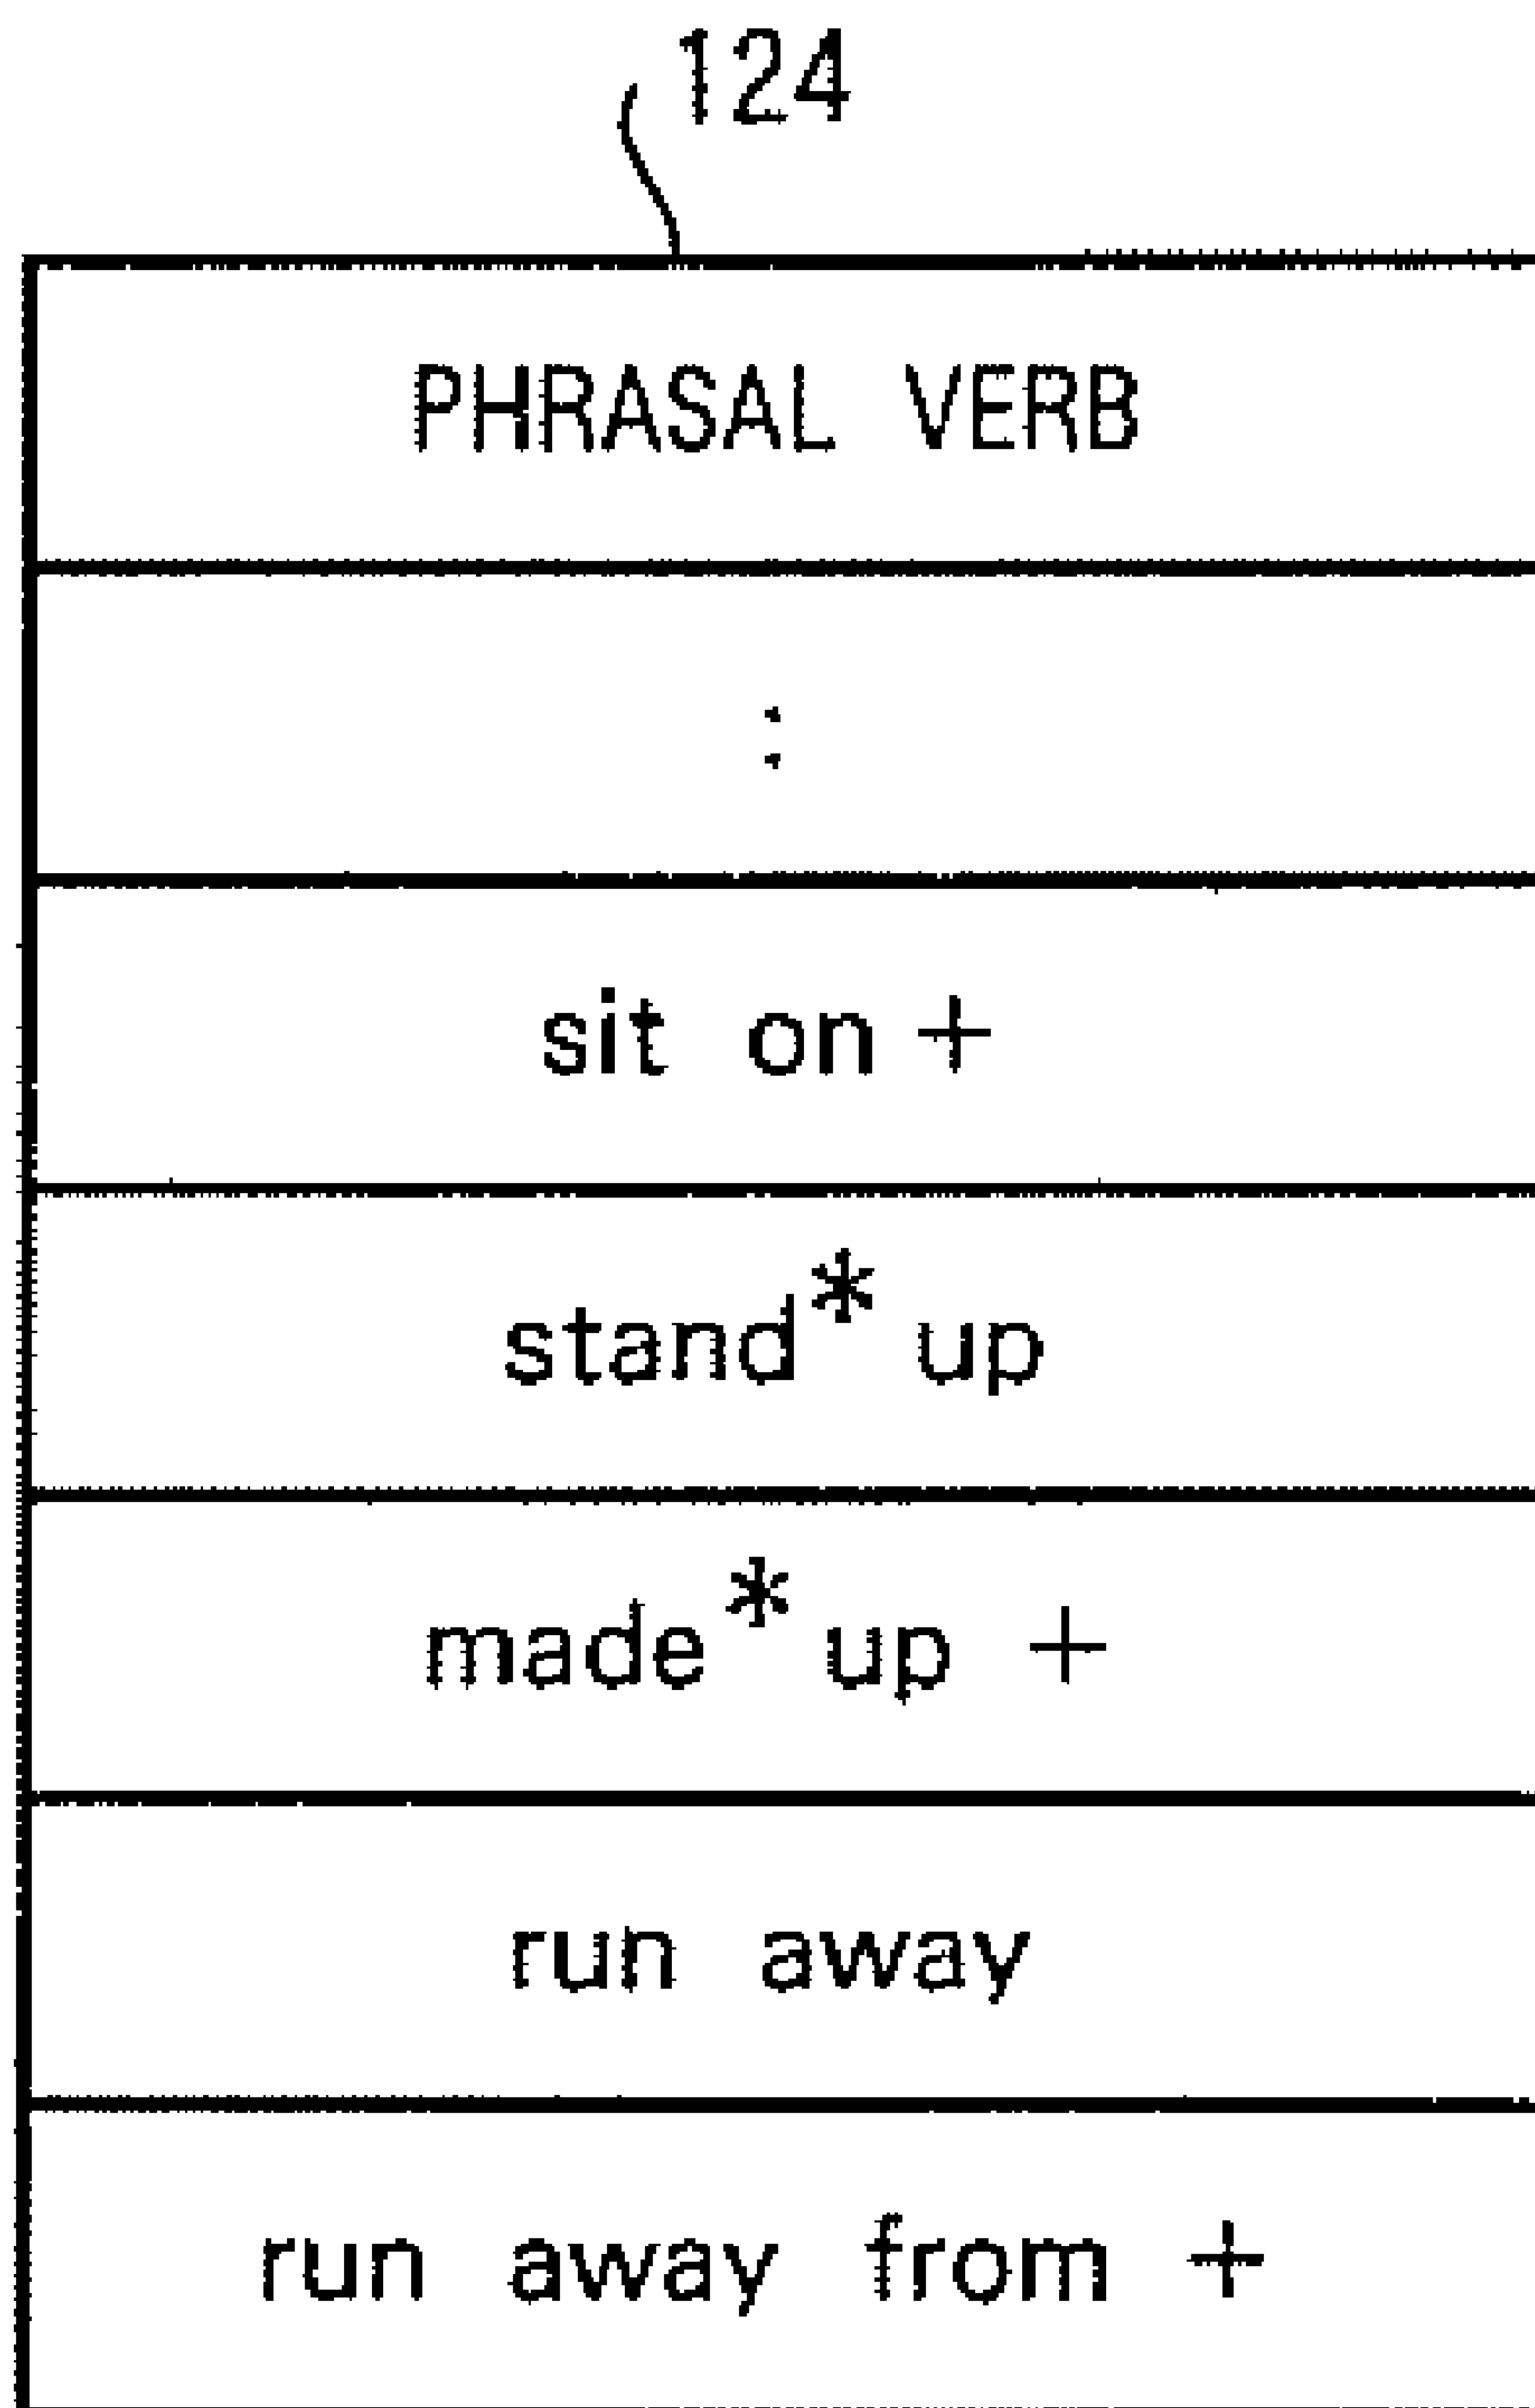 124
PHRASAL VERB
:
sit on +
stand* up
made* up +
run away
run away from +